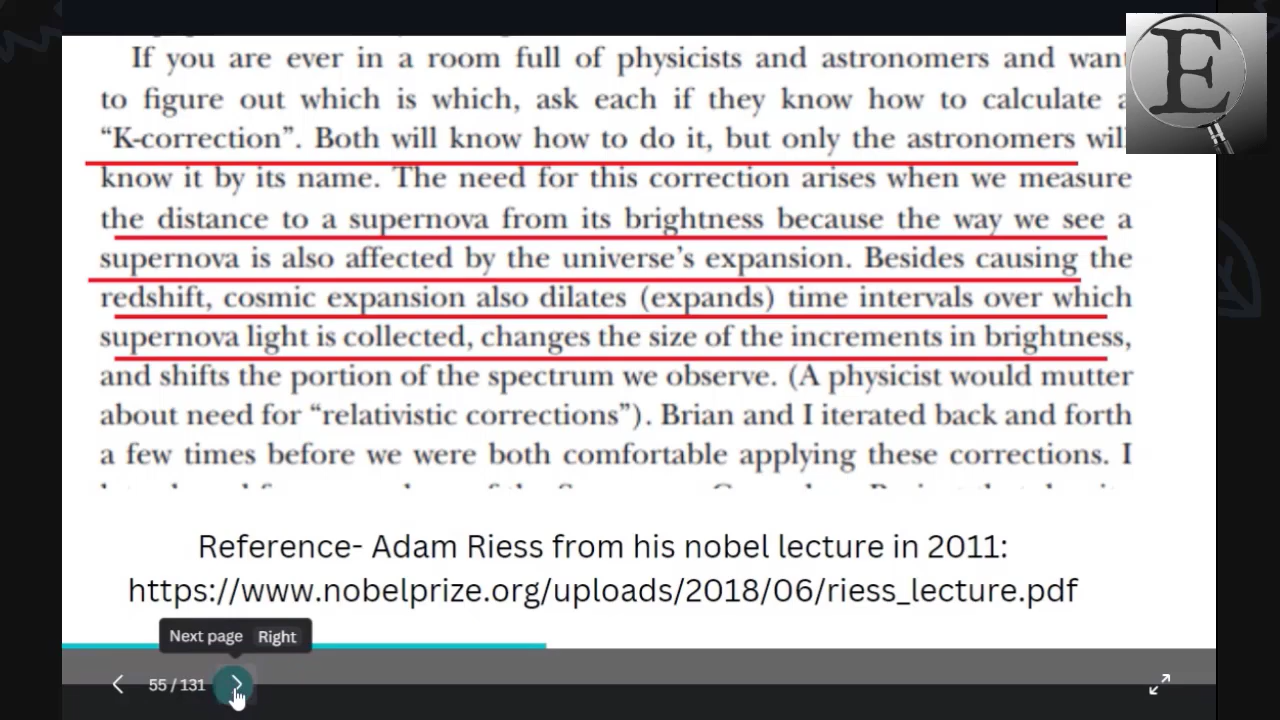 If you are ever in a room full of physicists and astronomers and want
to figure out which is which, ask each if they know how to calculate a
“K-correction”. Both will know how to do it, but only the astronomers will
know it by its name. The need for this correction arises when we measure
the distance to a supernova from its brightness because the way we see a
supernova is also affected by the universe’s expansion. Besides causing the
redshift, cosmic expansion also dilates (expands) time intervals over which
supernova light is collected, changes the size of the increments in brightness,
and shifts the portion of the spectrum we observe. (A physicist would mutter
about need for “relativistic corrections”). Brian and I iterated back and forth
a few times before we were both comfortable applying these corrections. I
Reference- Adam Riess from his nobel lecture in 2011:
https://www.nobelprize.org/uploads/2018/06/riess_lecture.pdf
Next page Right
55 / 131
E